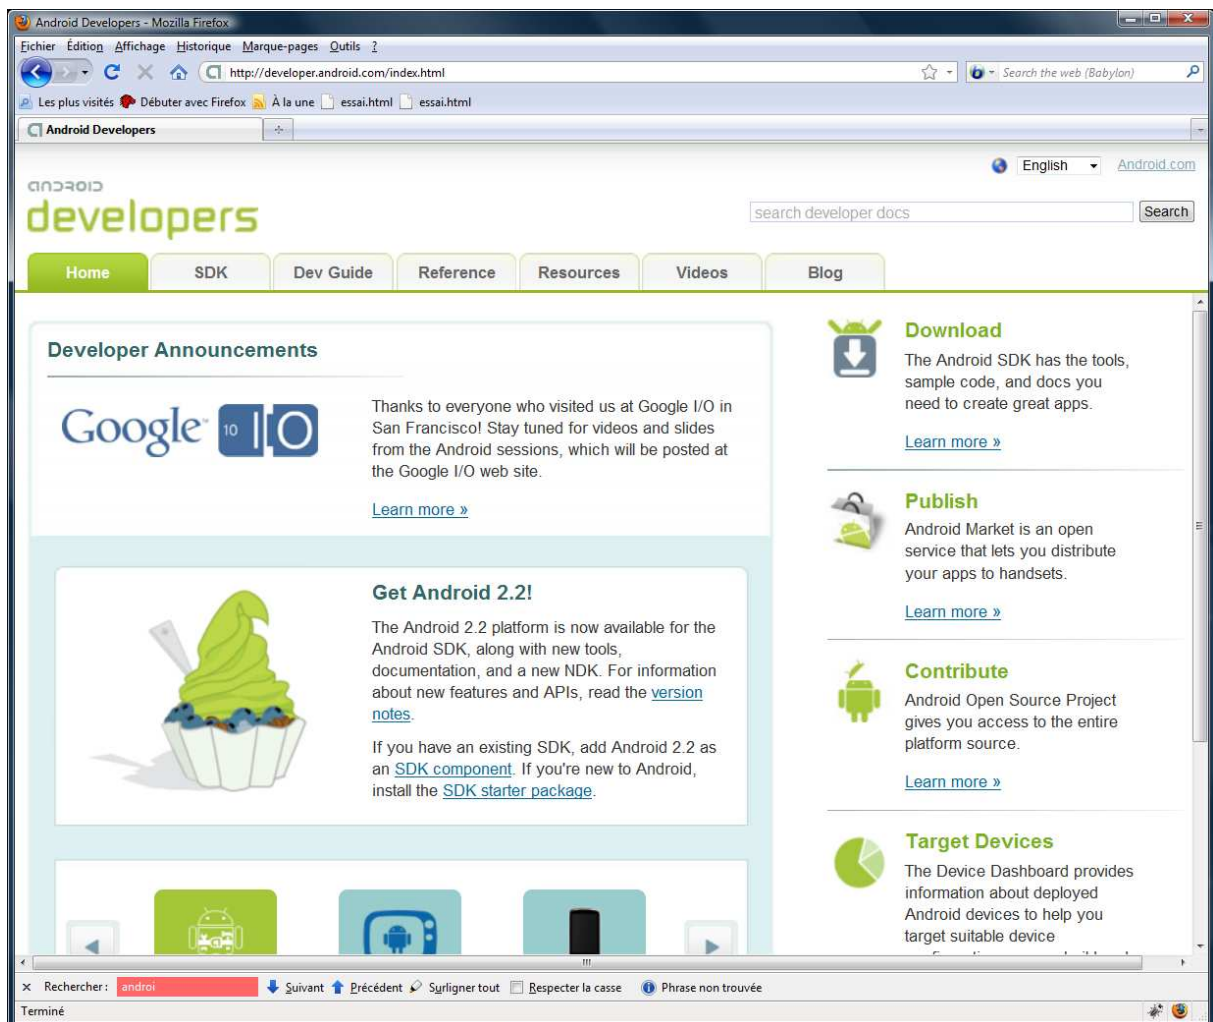 Android Developers - Mozilla Firefox
Fichier Édition Affichage Historique Marque-pages Outils ?
http://developer.android.com/index.html
Search the web (Babylon)
Les plus visités Débuter avec Firefox À la une essai.html essai.html
Android Developers
English Android.com
android
developers
search developer docs Search
Home SDK Dev Guide Reference Resources Videos Blog
Developer Announcements
Google 10 IO
Thanks to everyone who visited us at Google I/O in
San Francisco! Stay tuned for videos and slides
from the Android sessions, which will be posted at
the Google I/O web site.
Learn more »
Get Android 2.2!
The Android 2.2 platform is now available for the
Android SDK, along with new tools,
documentation, and a new NDK. For information
about new features and APIs, read the version
notes.
If you have an existing SDK, add Android 2.2 as
an SDK component. If you're new to Android,
install the SDK starter package.
Download
The Android SDK has the tools,
sample code, and docs you
need to create great apps.
Learn more »
Publish
Android Market is an open
service that lets you distribute
your apps to handsets.
Learn more »
Contribute
Android Open Source Project
gives you access to the entire
platform source.
Learn more »
Target Devices
The Device Dashboard provides
information about deployed
Android devices to help you
target suitable device
Rechercher : androi Suivant Précédent Surligner tout Respecter la casse Phrase non trouvée
Terminé